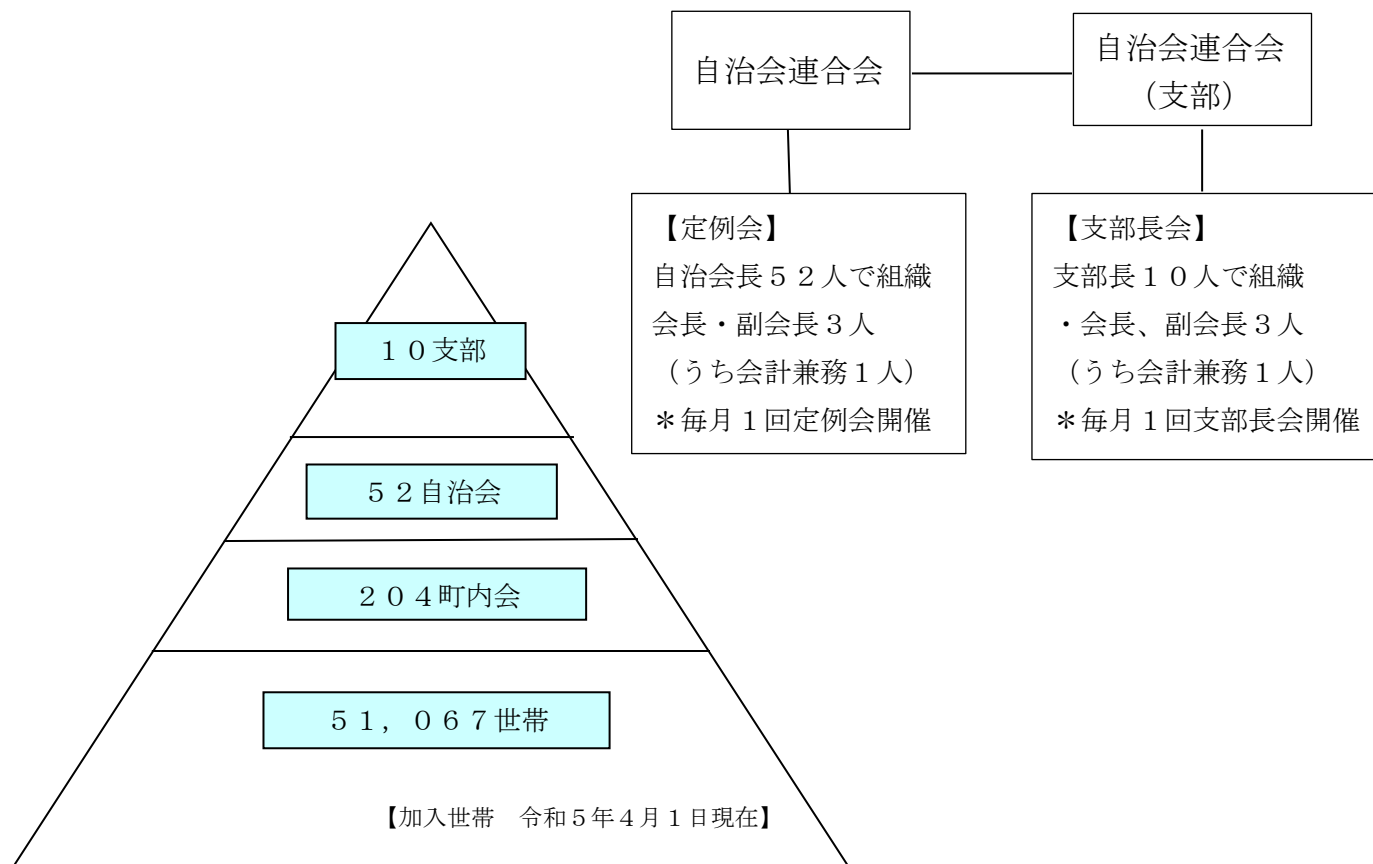 自治会連合会
自治会連合会
（支部）
【定例会】
自治会長５２人で組織
会長・副会長３人
（うち会計兼務１人）
＊毎月１回定例会開催
【支部長会】
支部長１０人で組織
・会長、副会長３人
（うち会計兼務１人）
＊毎月１回支部長会開催
１０支部
５２自治会
２０４町内会
５１，０６７世帯
【加入世帯　令和５年４月１日現在】